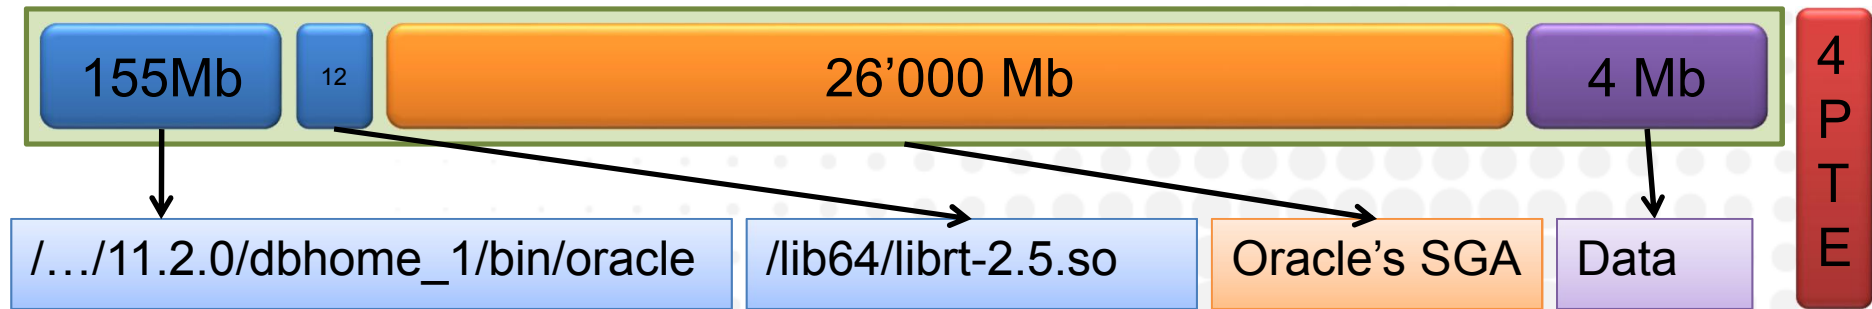 155Mb
12
26’000 Mb
4 Mb
4
P
T
E
/…/11.2.0/dbhome_1/bin/oracle
/lib64/librt-2.5.so
Oracle’s SGA
Data